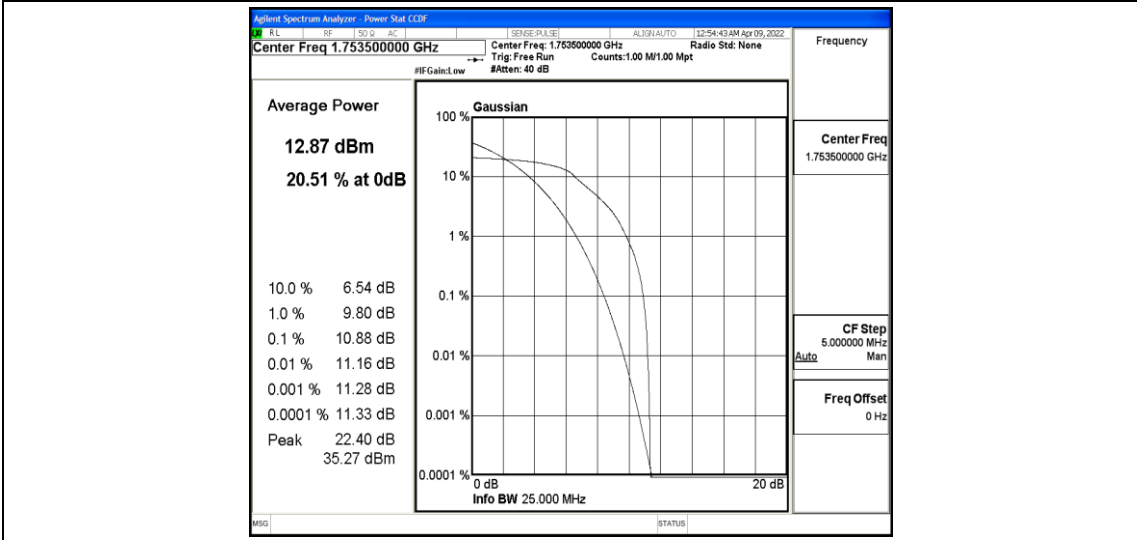 Agilent Spectrum Analyzer - Power Stat CCDF
RL RF 50 Ω AC SENSE:PULSE ALIGNAUTO 12:54:43 AM Apr 09, 2022
Center Freq 1.753500000 GHz
Center Freq: 1.753500000 GHz Radio Std: None
Trig: Free Run Counts:1.00 M/1.00 Mpt
#IFGain:Low #Atten: 40 dB
Frequency
Average Power
12.87 dBm
20.51 % at 0dB
10.0 % 6.54 dB
1.0 % 9.80 dB
0.1 % 10.88 dB
0.01 % 11.16 dB
0.001 % 11.28 dB
0.0001 % 11.33 dB
Peak 22.40 dB
35.27 dBm
Gaussian
100 %
10 %
1 %
0.1 %
0.01 %
0.001 %
0.0001 %
0 dB 20 dB
Info BW 25.000 MHz
Center Freq
1.753500000 GHz
CF Step
5.000000 MHz
Auto Man
Freq Offset
0 Hz
MSG STATUS